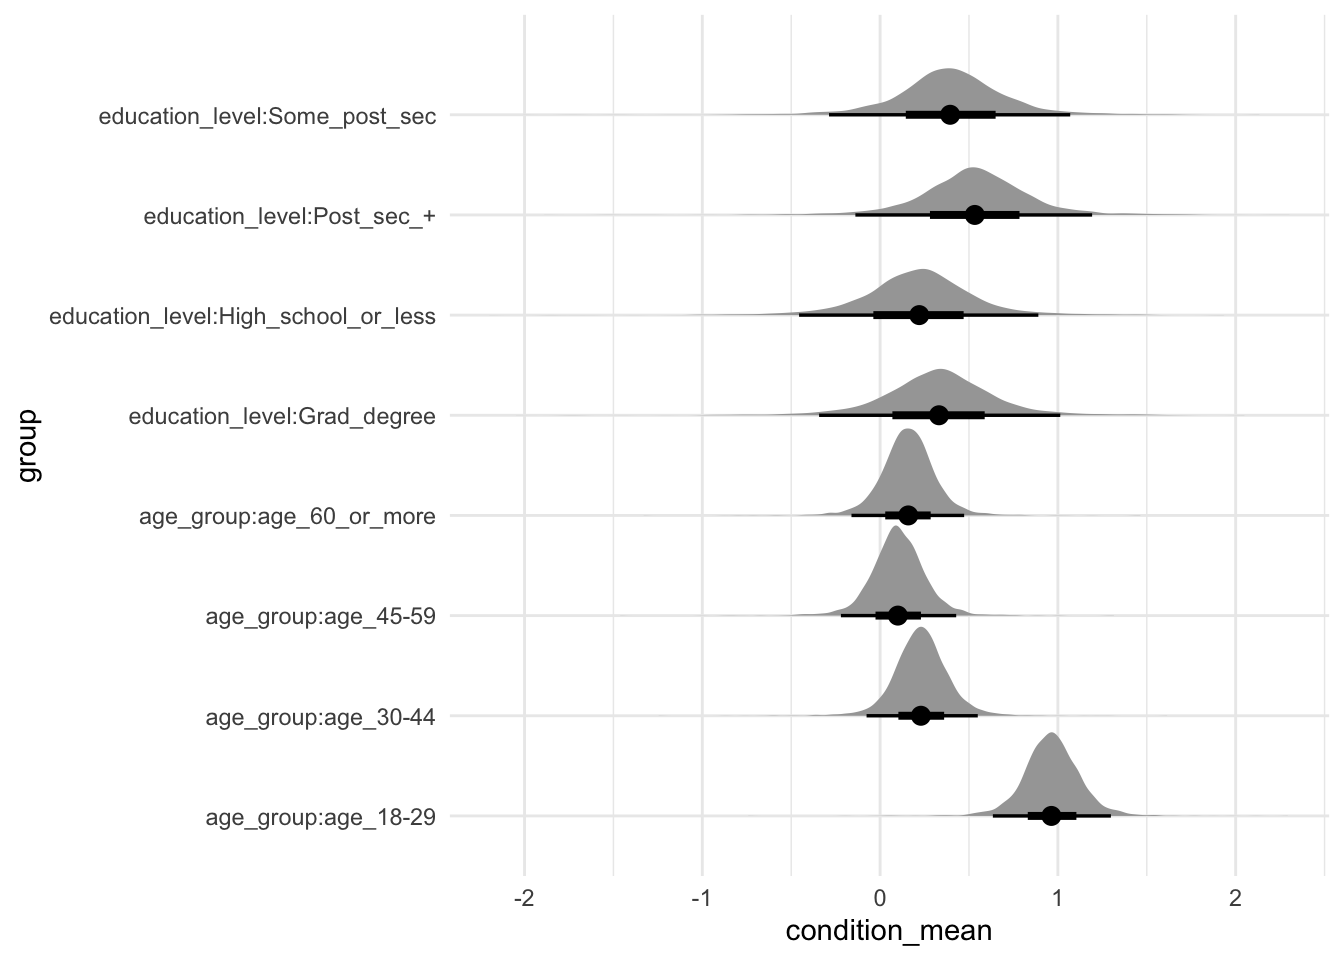 education_level:Some_post_sec
education_level:Post_sec_+
education_level:High_school_or_less
education_level:Grad_degree
age_group:age_60_or_more
age_group:age_45-59
age_group:age_30-44
age_group:age_18-29
group
-2 -1 0 1 2
condition_mean